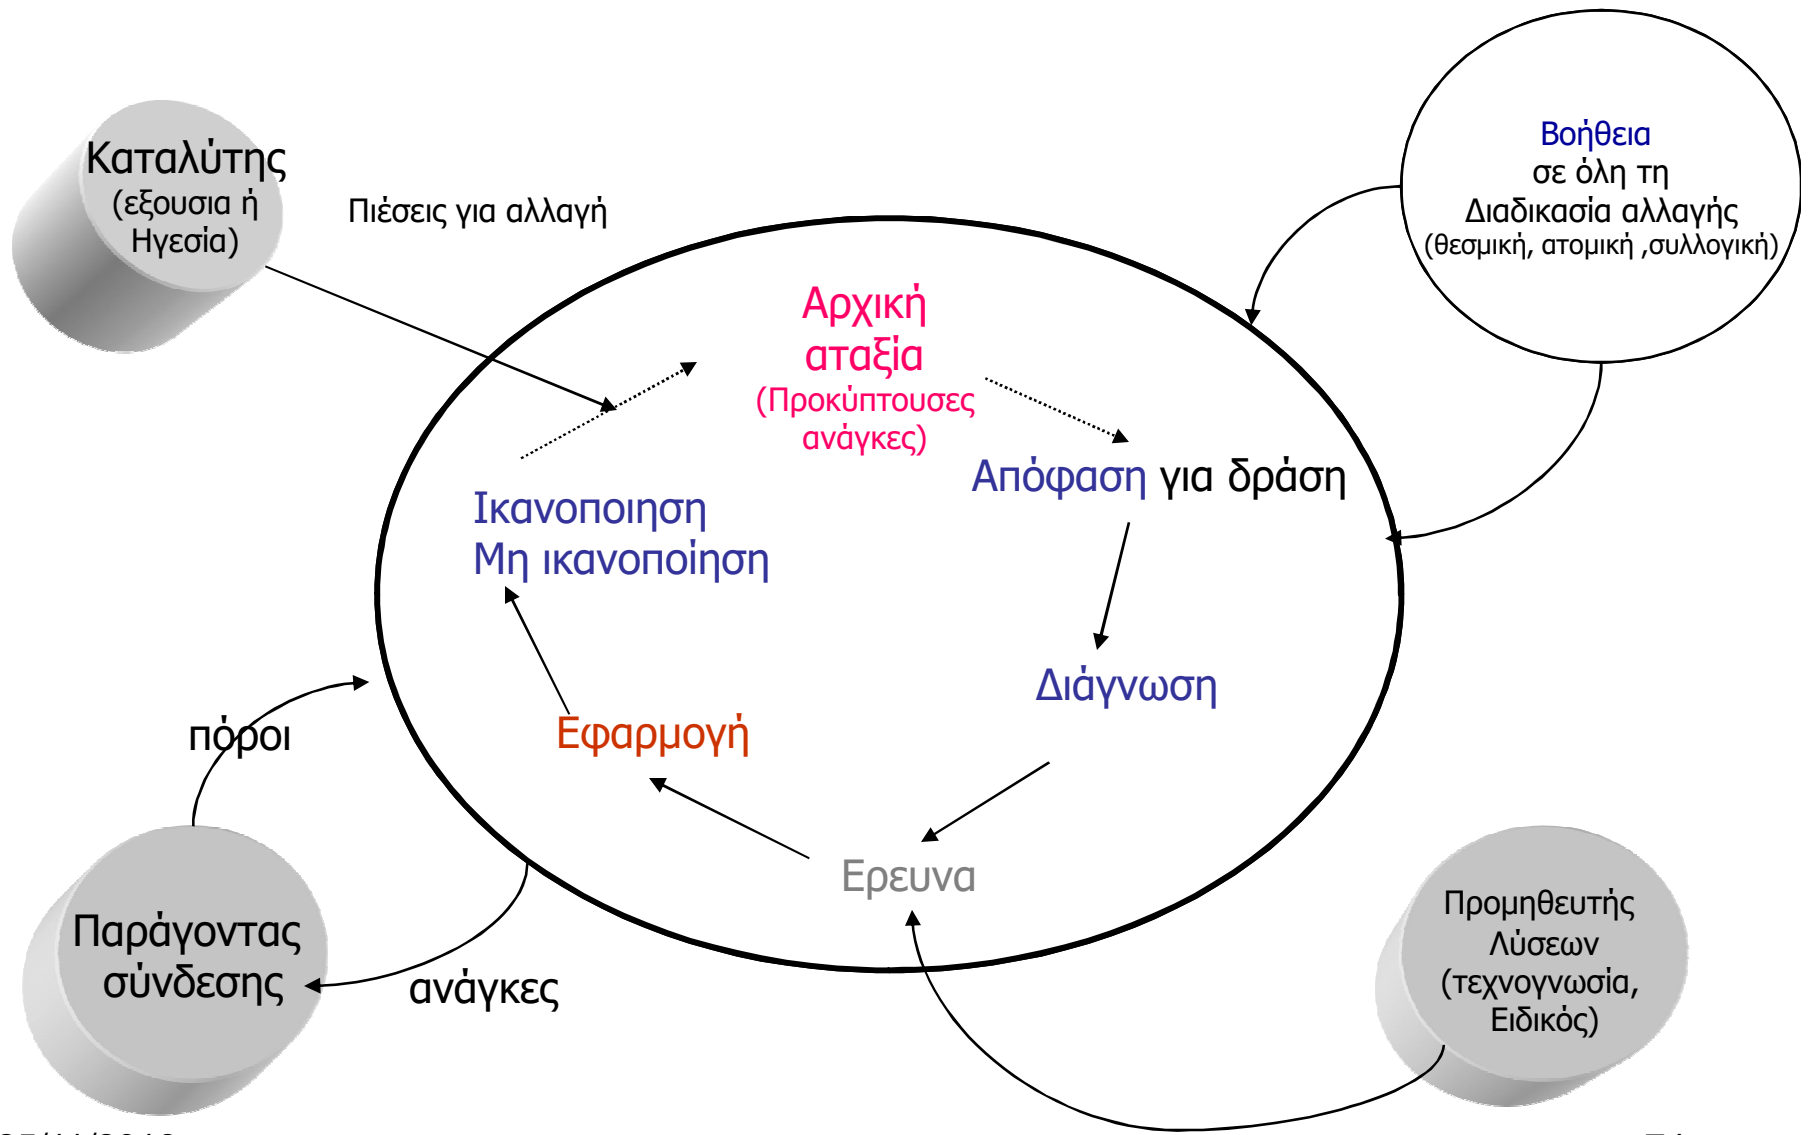 Καταλύτης
(εξουσια ή
Ηγεσία)
Πιέσεις για αλλαγή
Βοήθεια
σε όλη τη
Διαδικασία αλλαγής
(θεσμική, ατομική ,συλλογική)
Αρχική
αταξία
(Προκύπτουσες
ανάγκες)
Απόφαση για δράση
Ικανοποιηση
Μη ικανοποίηση
Διάγνωση
Εφαρμογή
πόροι
Ερευνα
Παράγοντας
σύνδεσης
ανάγκες
Προμηθευτής
Λύσεων
(τεχνογνωσία,
Ειδικός)